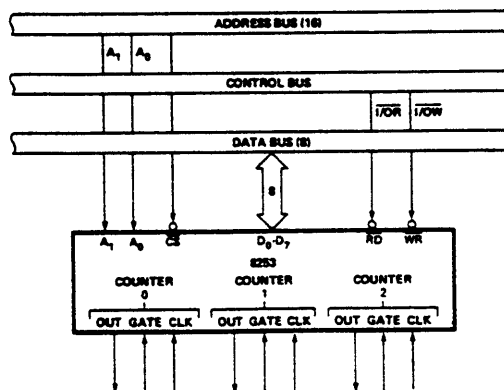 ADDRESS BUS (16)
A1 A0
CONTROL BUS
I/OR I/OW
DATA BUS (8)
8
A1 A0 CS D0-D7 RD WR
8253
COUNTER COUNTER COUNTER
0 1 2
OUT GATE CLK OUT GATE CLK OUT GATE CLK